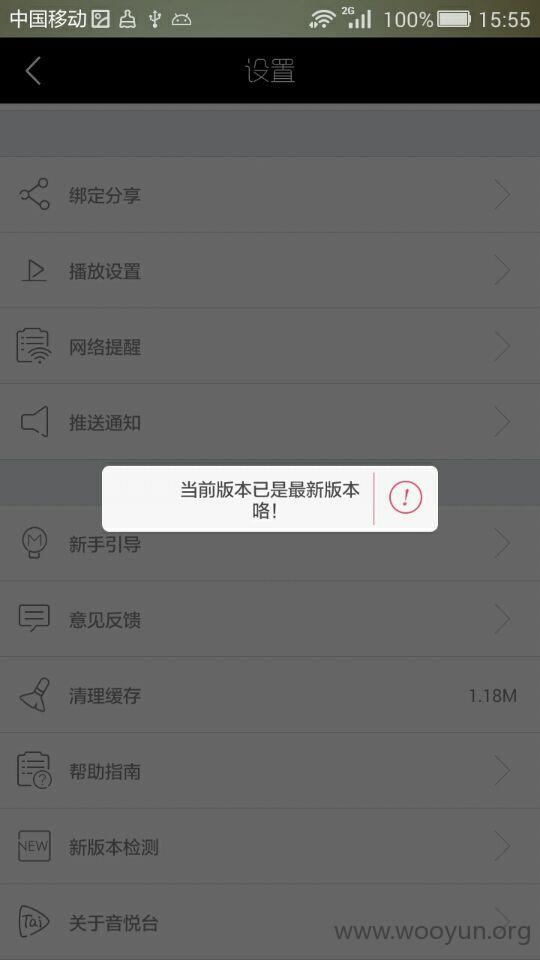 中国移动 2G 100% 15:55
设置
绑定分享
播放设置
网络提醒
推送通知
当前版本已是最新版本
咯!
新手引导
意见反馈
清理缓存 1.18M
帮助指南
NEW 新版本检测
Tai 关于音悦台
www.wooyun.org